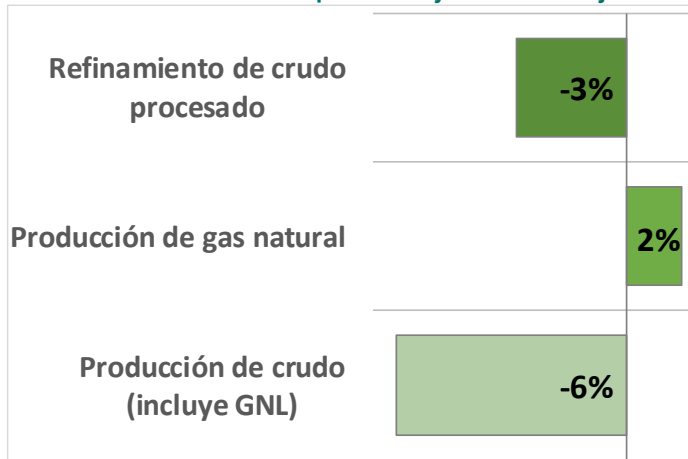 Refinamiento de crudo
procesado
-3%
Producción de gas natural
2%
Producción de crudo
(incluye GNL)
-6%